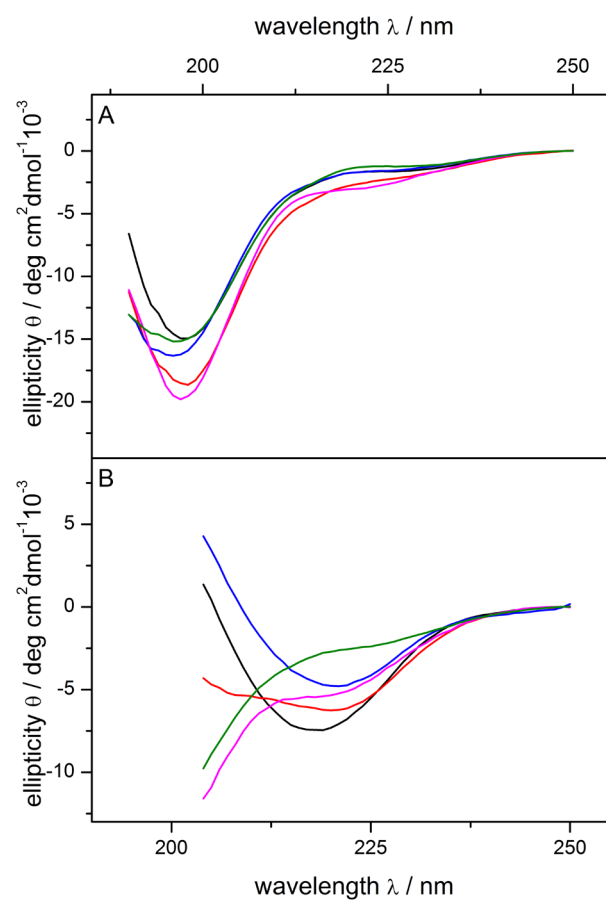 wavelength λ / nm
200 225 250
A
0
-5
-10
-15
-20
ellipticity θ / deg cm²dmol⁻¹10⁻³
B
5
0
-5
-10
ellipticity θ / deg cm²dmol⁻¹10⁻³
200 225 250
wavelength λ / nm